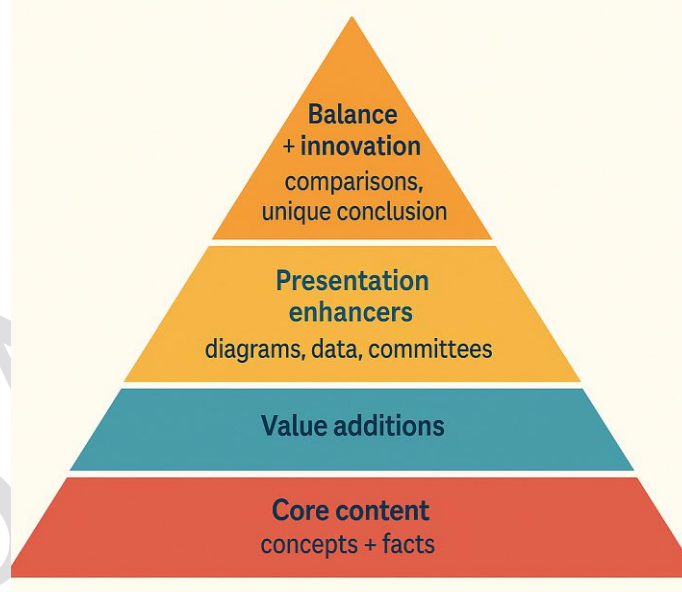 Balance
+ innovation
comparisons,
unique conclusion
Presentation
enhancers
diagrams, data, committees
Value additions
Core content
concepts + facts